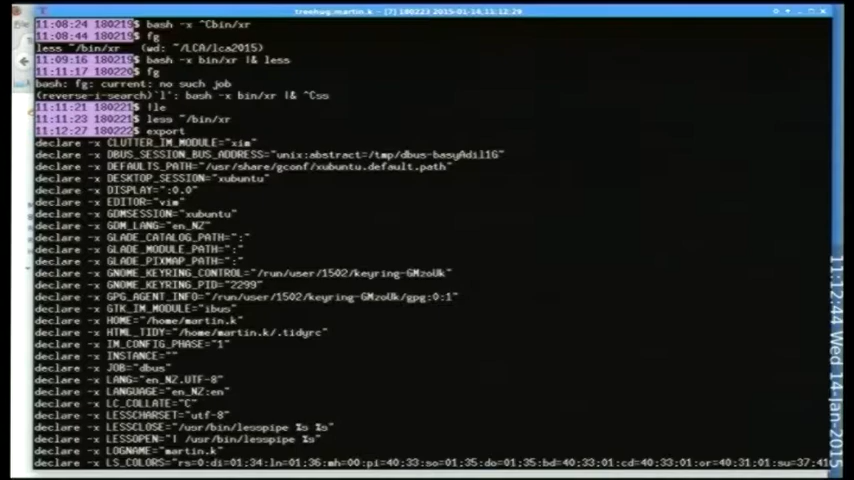 treehug:martin.k - [7] 180223 2015-01-14,11:12:29
11:08:24 180219$ bash -x ^Cbin/xr
11:08:44 180219$ fg
less ~/bin/xr   (wd: ~/LCA/lca2015)
11:09:16 180219$ bash -x bin/xr |& less
11:11:17 180220$ fg
bash: fg: current: no such job
(reverse-i-search)`l': bash -x bin/xr |& ^Css
11:11:21 180221$ !le
11:11:23 180221$ less ~/bin/xr
11:12:27 180222$ export
declare -x CLUTTER_IM_MODULE="xim"
declare -x DBUS_SESSION_BUS_ADDRESS="unix:abstract=/tmp/dbus-basyAdil1G"
declare -x DEFAULTS_PATH="/usr/share/gconf/xubuntu.default.path"
declare -x DESKTOP_SESSION="xubuntu"
declare -x DISPLAY=":0.0"
declare -x EDITOR="vim"
declare -x GDMSESSION="xubuntu"
declare -x GDM_LANG="en_NZ"
declare -x GLADE_CATALOG_PATH=":"
declare -x GLADE_MODULE_PATH=":"
declare -x GLADE_PIXMAP_PATH=":"
declare -x GNOME_KEYRING_CONTROL="/run/user/1502/keyring-GMzoUk"
declare -x GNOME_KEYRING_PID="2299"
declare -x GPG_AGENT_INFO="/run/user/1502/keyring-GMzoUk/gpg:0:1"
declare -x GTK_IM_MODULE="ibus"
declare -x HOME="/home/martin.k"
declare -x HTML_TIDY="/home/martin.k/.tidyrc"
declare -x IM_CONFIG_PHASE="1"
declare -x INSTANCE=""
declare -x JOB="dbus"
declare -x LANG="en_NZ.UTF-8"
declare -x LANGUAGE="en_NZ:en"
declare -x LC_COLLATE="C"
declare -x LESSCHARSET="utf-8"
declare -x LESSCLOSE="/usr/bin/lesspipe %s %s"
declare -x LESSOPEN="| /usr/bin/lesspipe %s"
declare -x LOGNAME="martin.k"
declare -x LS_COLORS="rs=0:di=01;34:ln=01;36:mh=00:pi=40;33:so=01;35:do=01;35:bd=40;33;01:cd=40;33;01:or=40;31;01:su=37;41
11:12:44 Wed 14-Jan-2015